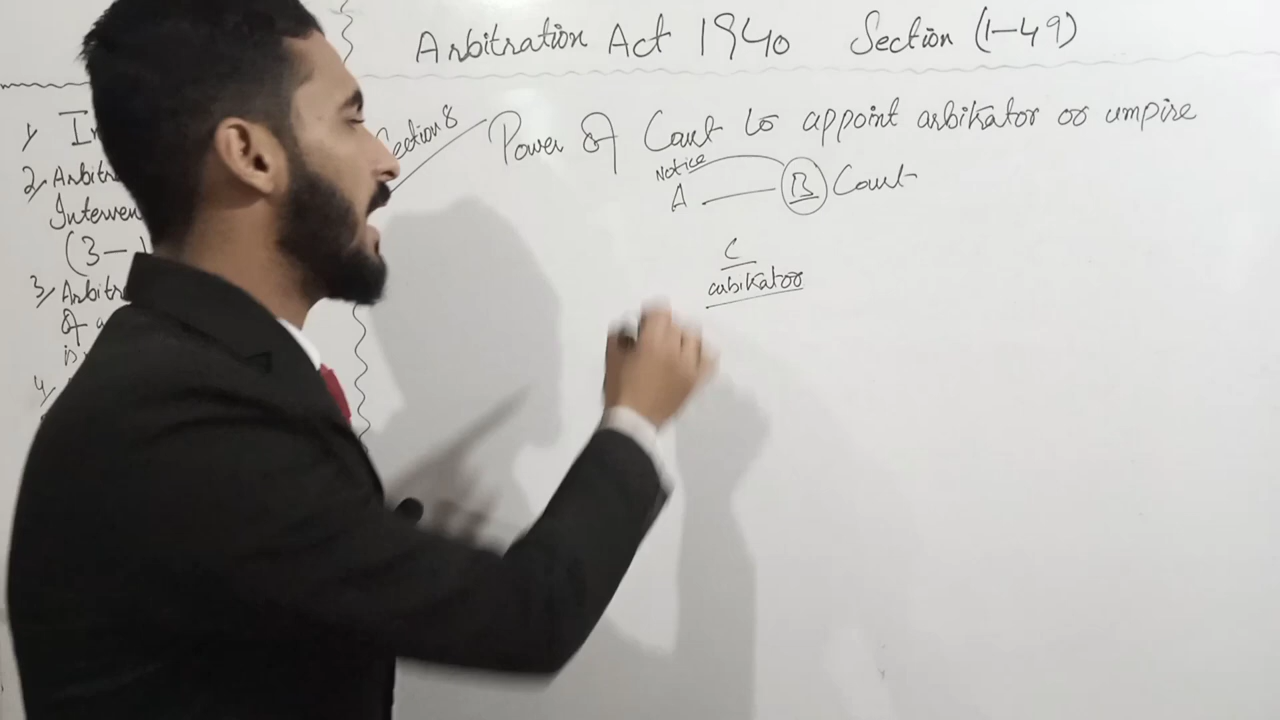 Arbitration Act 1940 Section (1-49)
Section 8
Power Of Court to appoint arbitrator or umpire
Notice
A B Court
C
arbitrator
1, In
2, Arbitr
Interven
(3-
3, Arbitr
Of a
is
4,